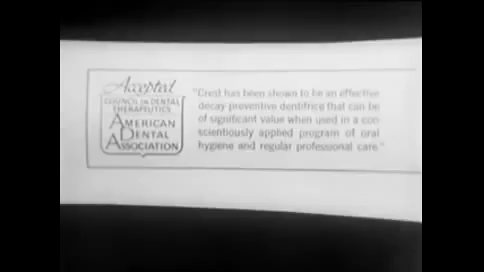 Accepted
COUNCIL ON DENTAL
THERAPEUTICS
AMERICAN
DENTAL
ASSOCIATION
"Crest has been shown to be an effective
decay preventive dentifrice that can be
of significant value when used in a con
scientiously applied program of oral
hygiene and regular professional care."